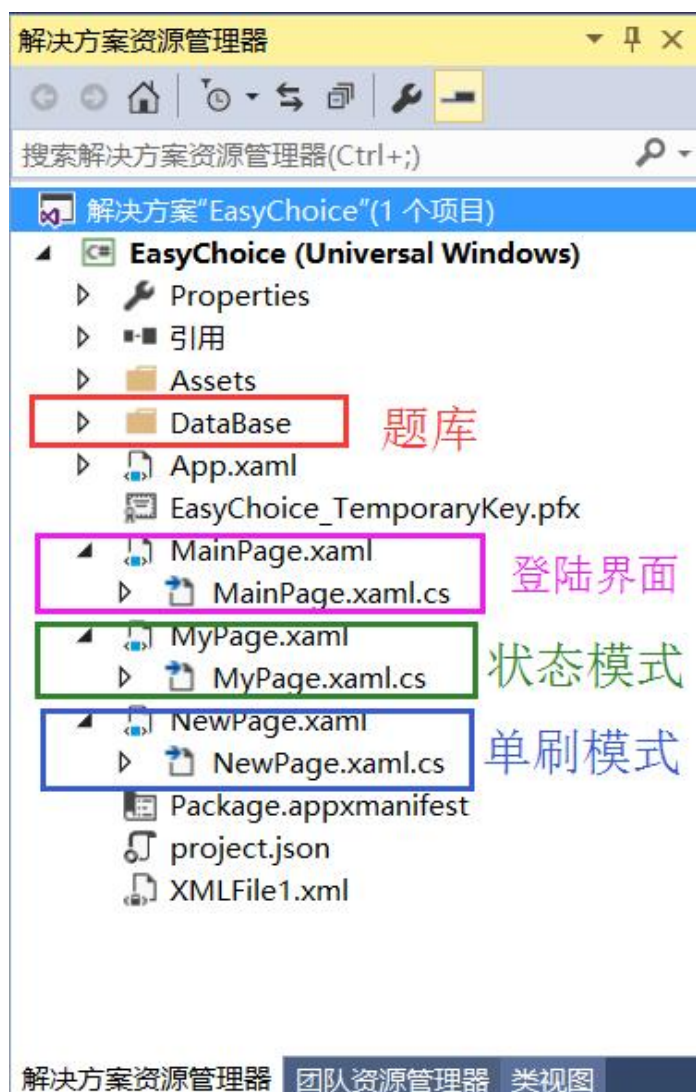 解决方案资源管理器
搜索解决方案资源管理器(Ctrl+;)
解决方案"EasyChoice"(1 个项目)
EasyChoice (Universal Windows)
Properties
引用
Assets
DataBase 题库
App.xaml
EasyChoice_TemporaryKey.pfx
MainPage.xaml
MainPage.xaml.cs 登陆界面
MyPage.xaml
MyPage.xaml.cs 状态模式
NewPage.xaml
NewPage.xaml.cs 单刷模式
Package.appxmanifest
project.json
XMLFile1.xml
解决方案资源管理器 团队资源管理器 类视图